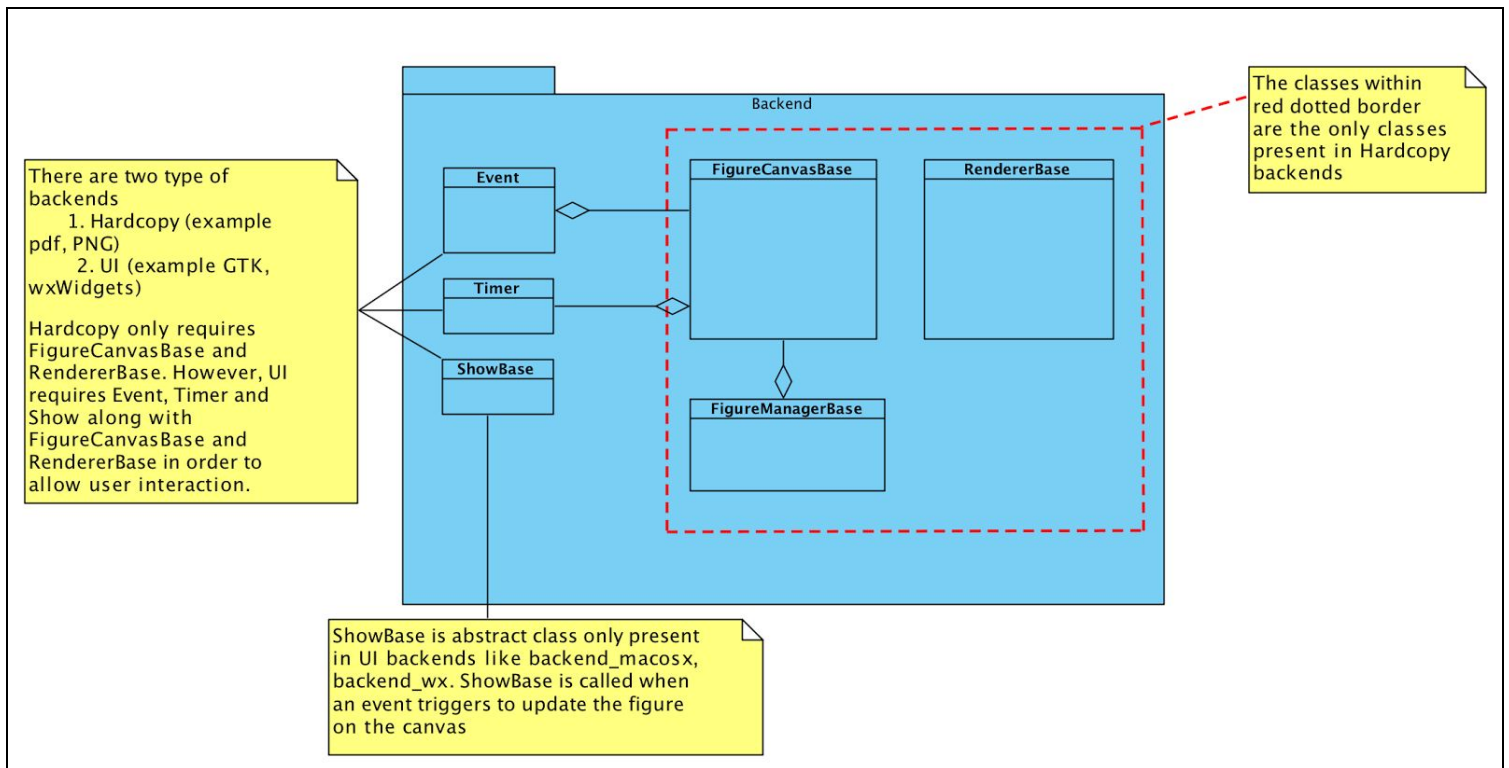 Backend
The classes within
red dotted border
are the only classes
present in Hardcopy
backends
There are two type of
backends
1. Hardcopy (example
pdf, PNG)
2. UI (example GTK,
wxWidgets)
Hardcopy only requires
FigureCanvasBase and
RendererBase. However, UI
requires Event, Timer and
Show along with
FigureCanvasBase and
RendererBase in order to
allow user interaction.
Event
Timer
ShowBase
FigureCanvasBase
RendererBase
FigureManagerBase
ShowBase is abstract class only present
in UI backends like backend_macosx,
backend_wx. ShowBase is called when
an event triggers to update the figure
on the canvas